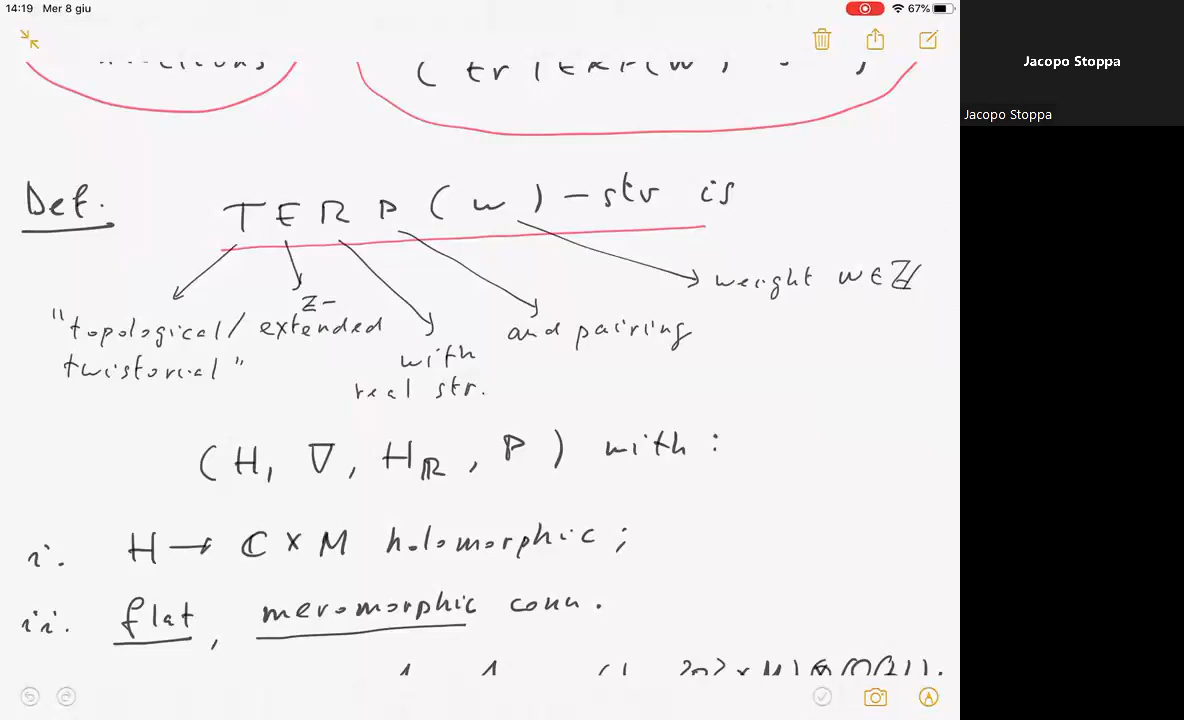 14:19 Mer 8 giu
67%
Jacopo Stoppa
Jacopo Stoppa
Def. TERP(w)-str is
weight w ∈ ℤ
"topological/ twistorial"
z-extended
with real str.
and pairing
(H, ∇, H_ℝ, P) with:
i. H → ℂ × M holomorphic;
ii. flat, meromorphic conn.